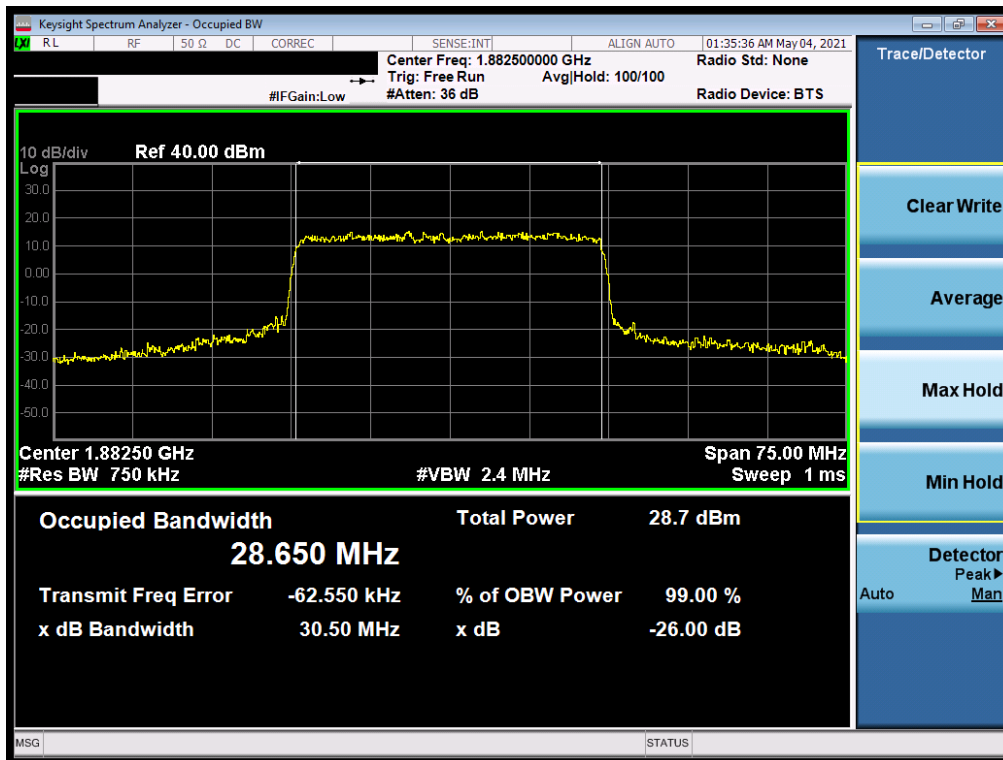 Keysight Spectrum Analyzer - Occupied BW
LXI RL RF 50 Ω DC CORREC SENSE:INT ALIGN AUTO 01:35:36 AM May 04, 2021
Center Freq: 1.882500000 GHz Radio Std: None
Trig: Free Run Avg|Hold: 100/100
#IFGain:Low #Atten: 36 dB Radio Device: BTS
Trace/Detector
10 dB/div Ref 40.00 dBm
Log
30.0
20.0
10.0
0.00
-10.0
-20.0
-30.0
-40.0
-50.0
Center 1.88250 GHz Span 75.00 MHz
#Res BW 750 kHz #VBW 2.4 MHz Sweep 1 ms
Occupied Bandwidth Total Power 28.7 dBm
28.650 MHz
Transmit Freq Error -62.550 kHz % of OBW Power 99.00 %
x dB Bandwidth 30.50 MHz x dB -26.00 dB
Clear Write
Average
Max Hold
Min Hold
Detector
Peak▶
Auto Man
MSG STATUS